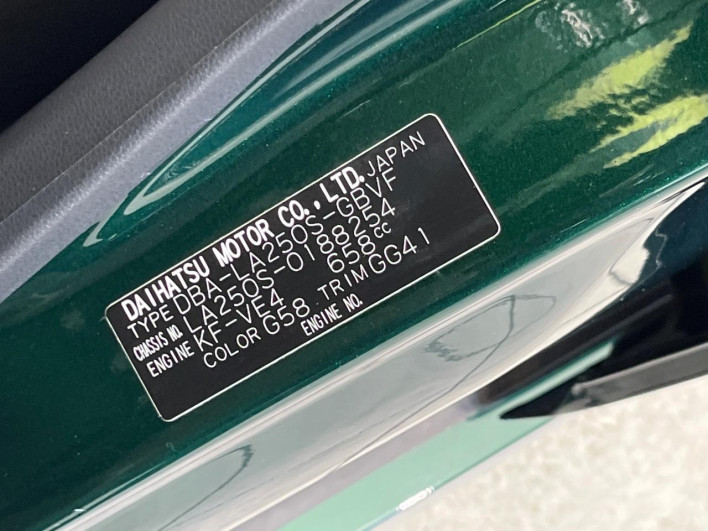 DAIHATSU MOTOR CO., LTD. JAPAN
TYPE DBA-LA250S-GBVF
CHASSIS NO. LA250S-0188254
ENGINE KF-VE4 658cc
COLOR G58 TRIM GG41
ENGINE NO.